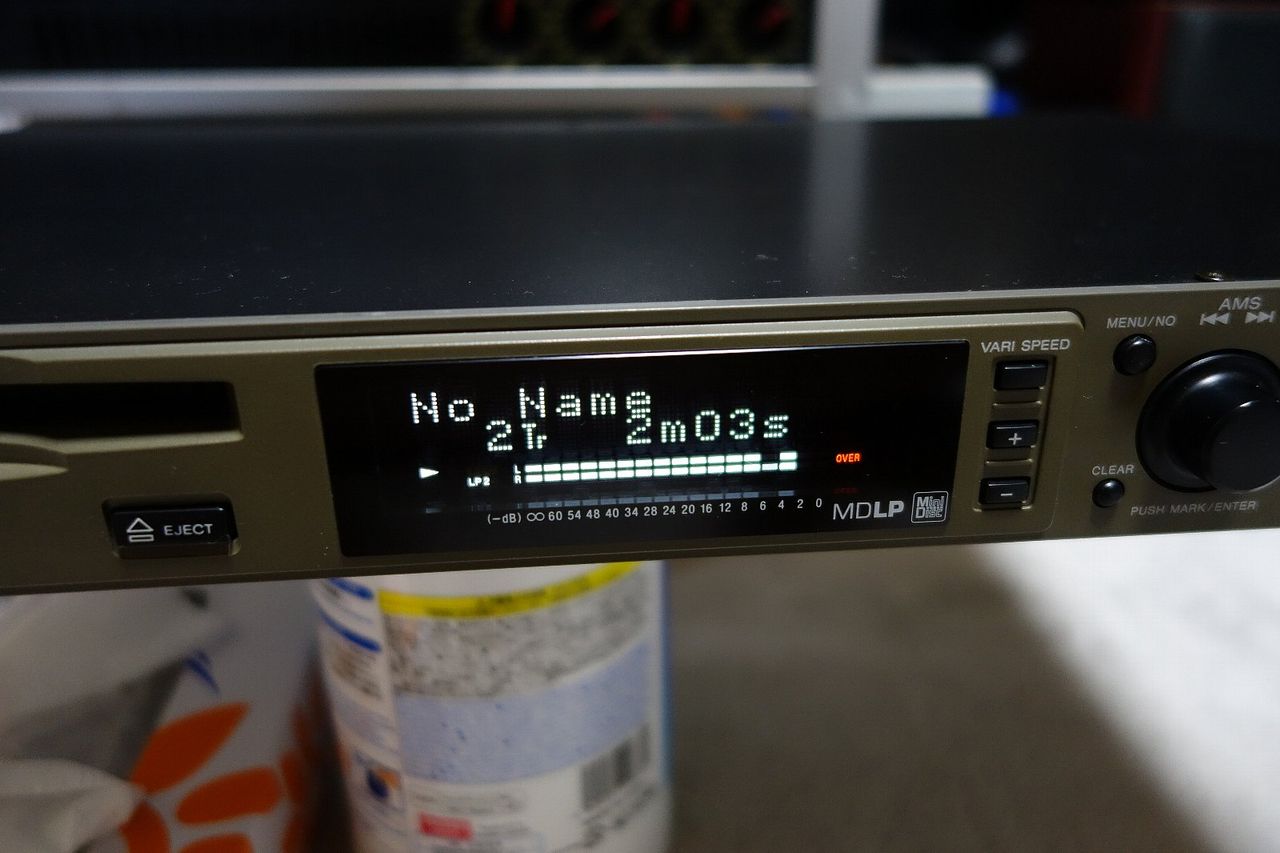 AMS
MENU/NO
VARI SPEED
No Name
2Tr 2m03s
LP2
L
R
OVER
+
-
CLEAR
PUSH MARK/ENTER
EJECT
(-dB) ∞ 60 54 48 40 34 28 24 20 16 12 8 6 4 2 0
MDLP
Mini Disc